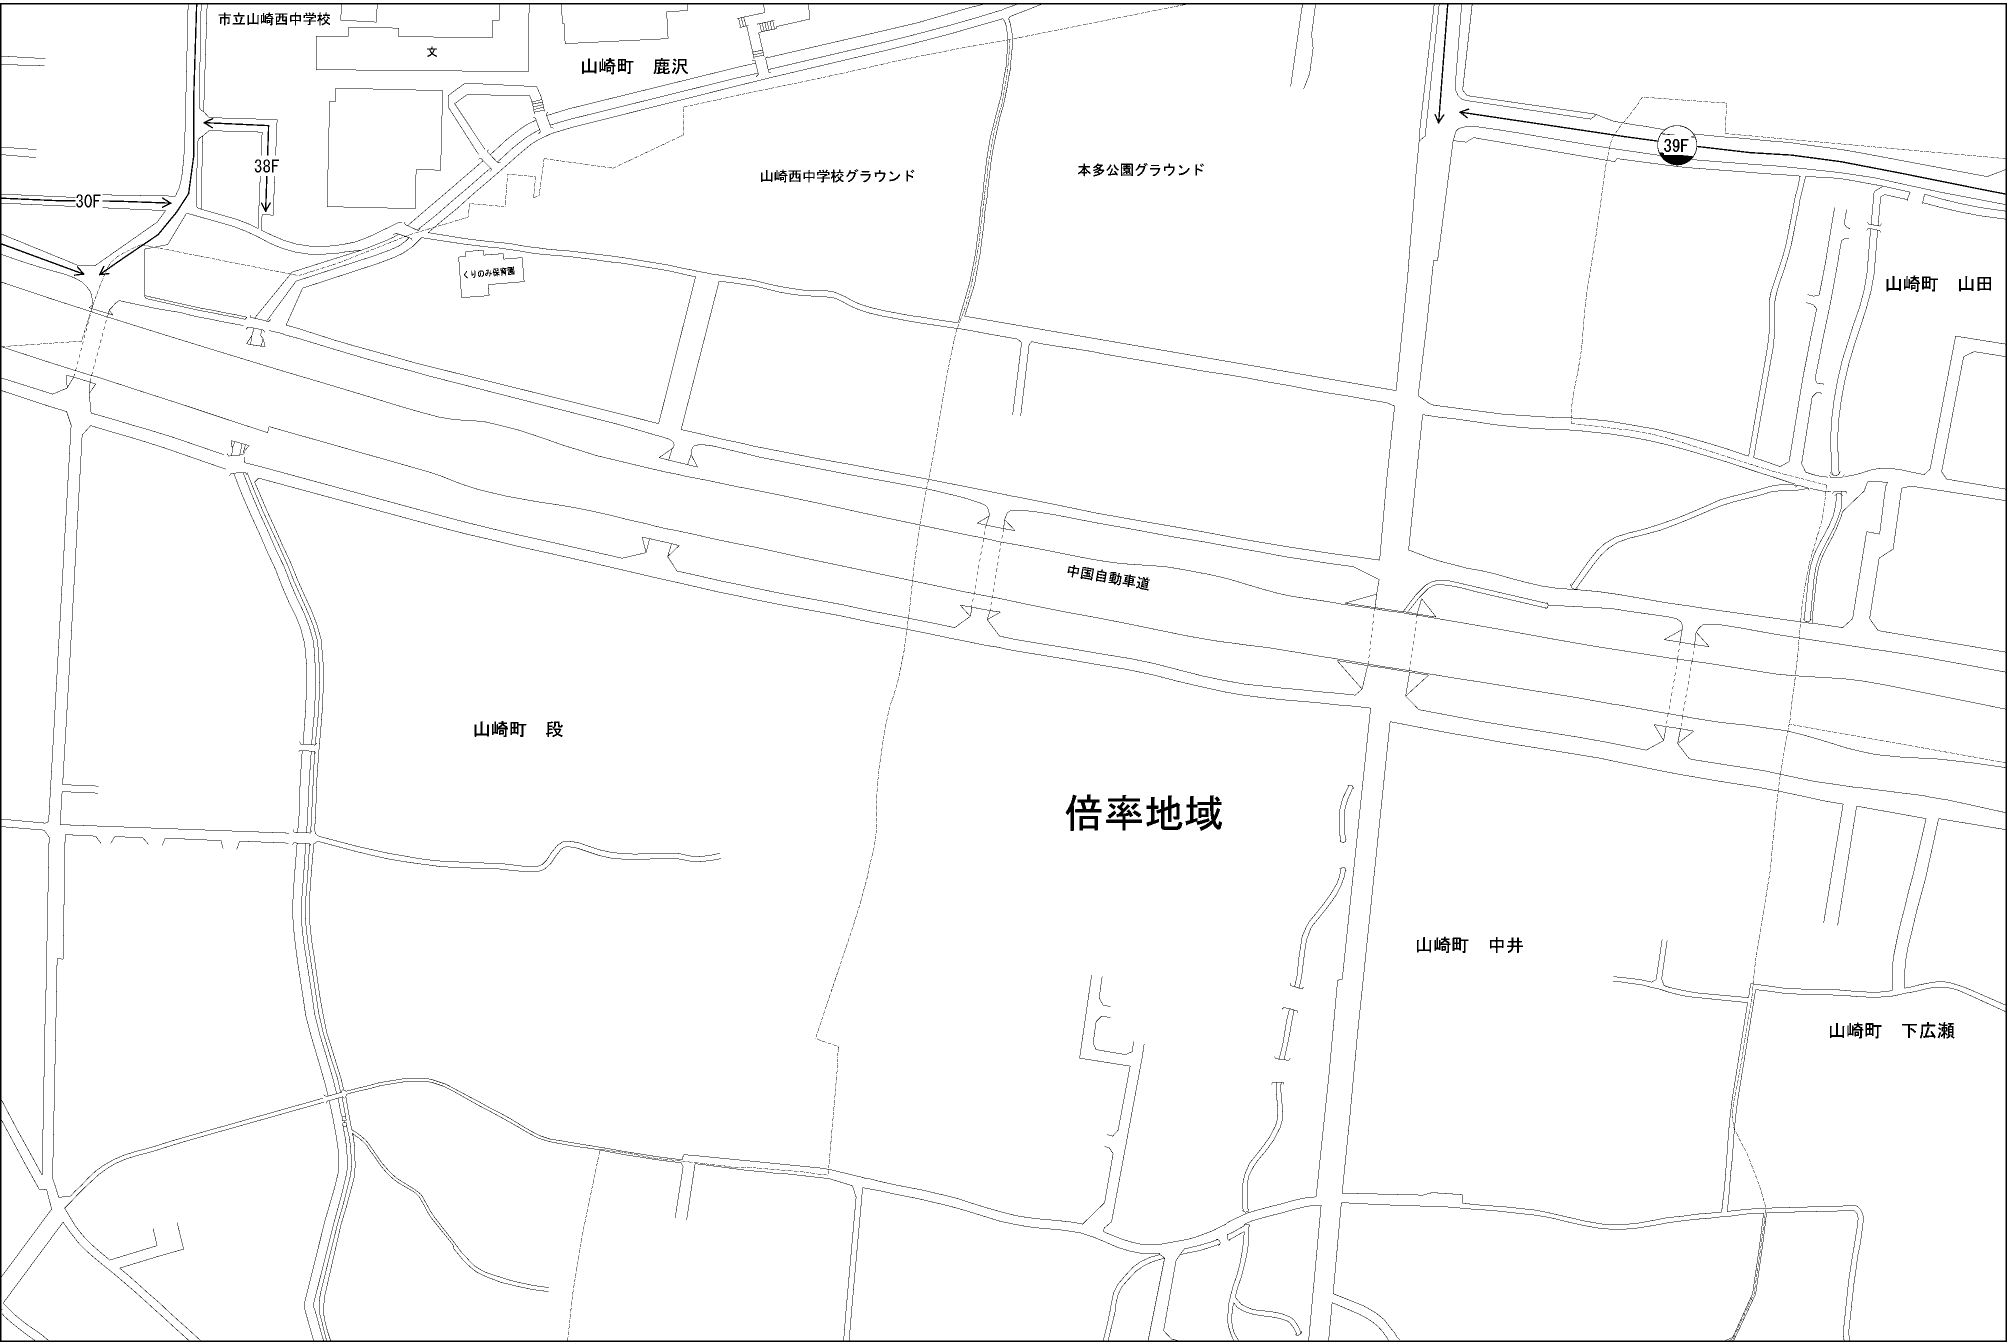 市立山崎西中学校
文
山崎町　鹿沢
38F
39F
30F
山崎西中学校グラウンド
本多公園グラウンド
くりのみ保育園
山崎町　山田
中国自動車道
山崎町　段
倍率地域
山崎町　中井
山崎町　下広瀬